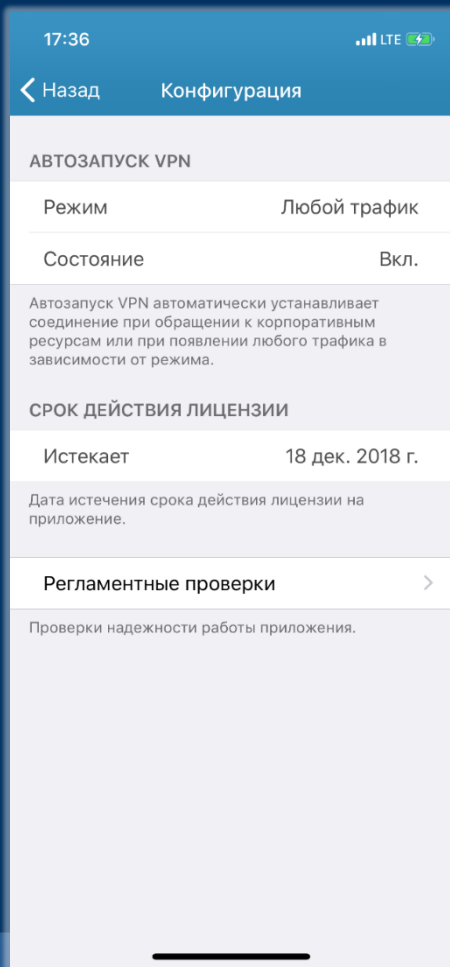 17:36 LTE
Назад Конфигурация
АВТОЗАПУСК VPN
Режим Любой трафик
Состояние Вкл.
Автозапуск VPN автоматически устанавливает
соединение при обращении к корпоративным
ресурсам или при появлении любого трафика в
зависимости от режима.
СРОК ДЕЙСТВИЯ ЛИЦЕНЗИИ
Истекает 18 дек. 2018 г.
Дата истечения срока действия лицензии на
приложение.
Регламентные проверки
Проверки надежности работы приложения.